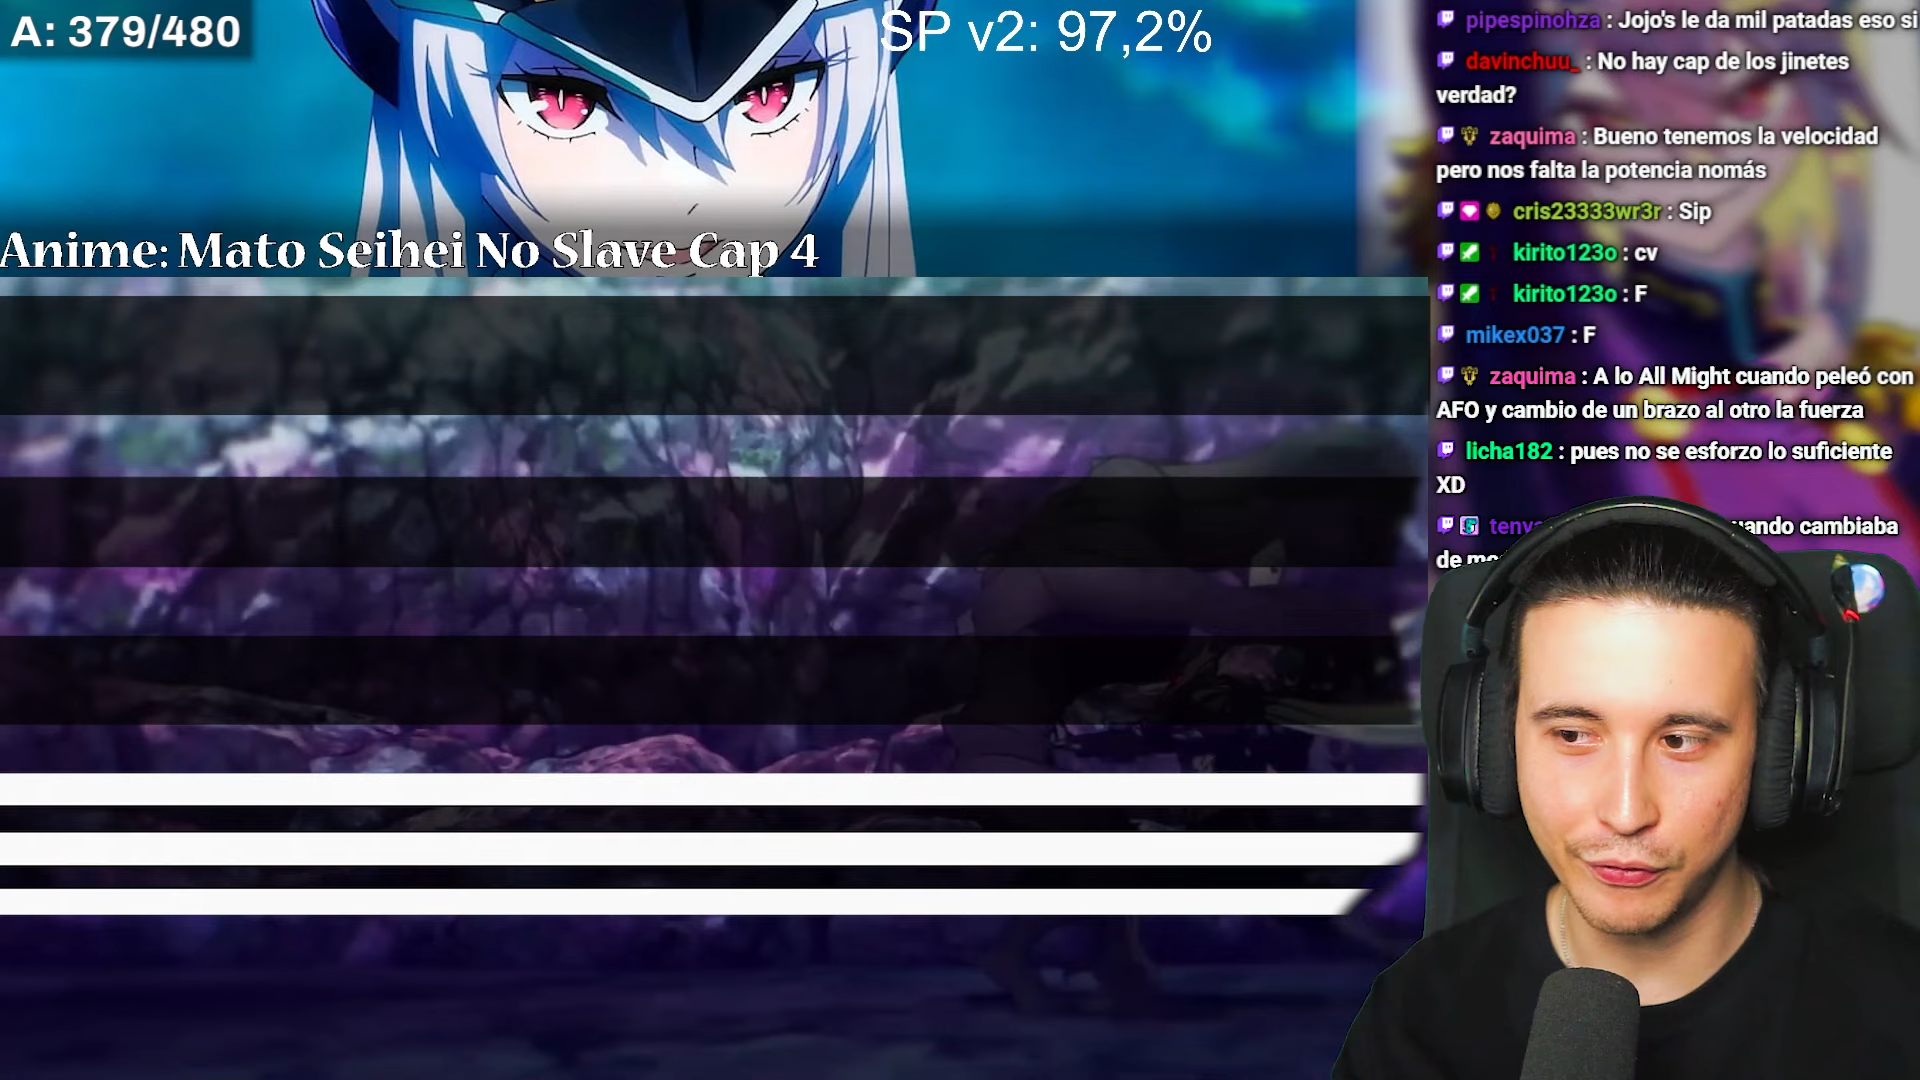 A: 379/480
SP v2: 97,2%
Anime: Mato Seihei No Slave Cap 4
pipespinohza : Jojo's le da mil patadas eso si
davinchuu_ : No hay cap de los jinetes
verdad?
zaquima : Bueno tenemos la velocidad
pero nos falta la potencia nomás
cris23333wr3r : Sip
kirito123o : cv
kirito123o : F
mikex037 : F
zaquima : A lo All Might cuando peleó con
AFO y cambio de un brazo al otro la fuerza
licha182 : pues no se esforzo lo suficiente
XD
cambiaba
de